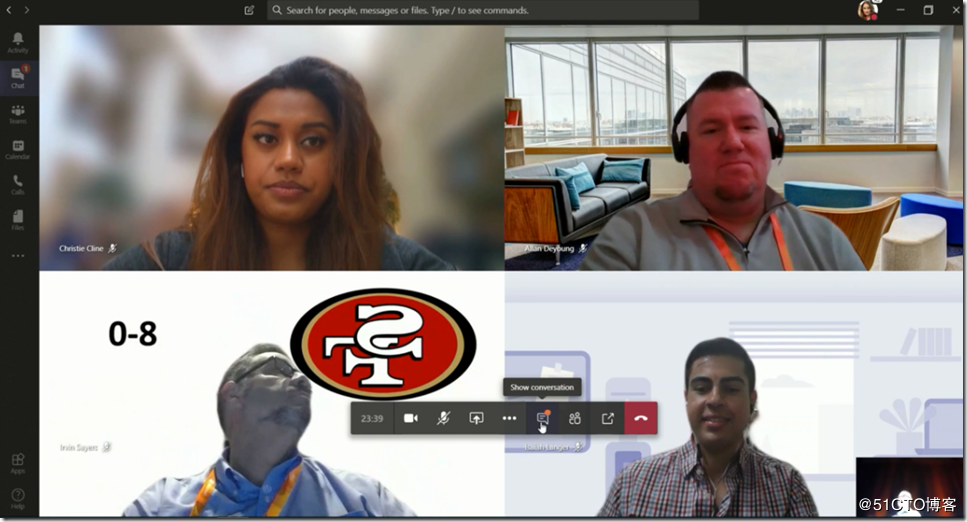 Search for people, messages or files. Type / to see commands.
Activity
Chat
Teams
Calendar
Calls
Files
Apps
Help
Christie Cline
Allan Deyoung
0-8
SF
Show conversation
23:39
Irvin Sayers
@51CTO博客